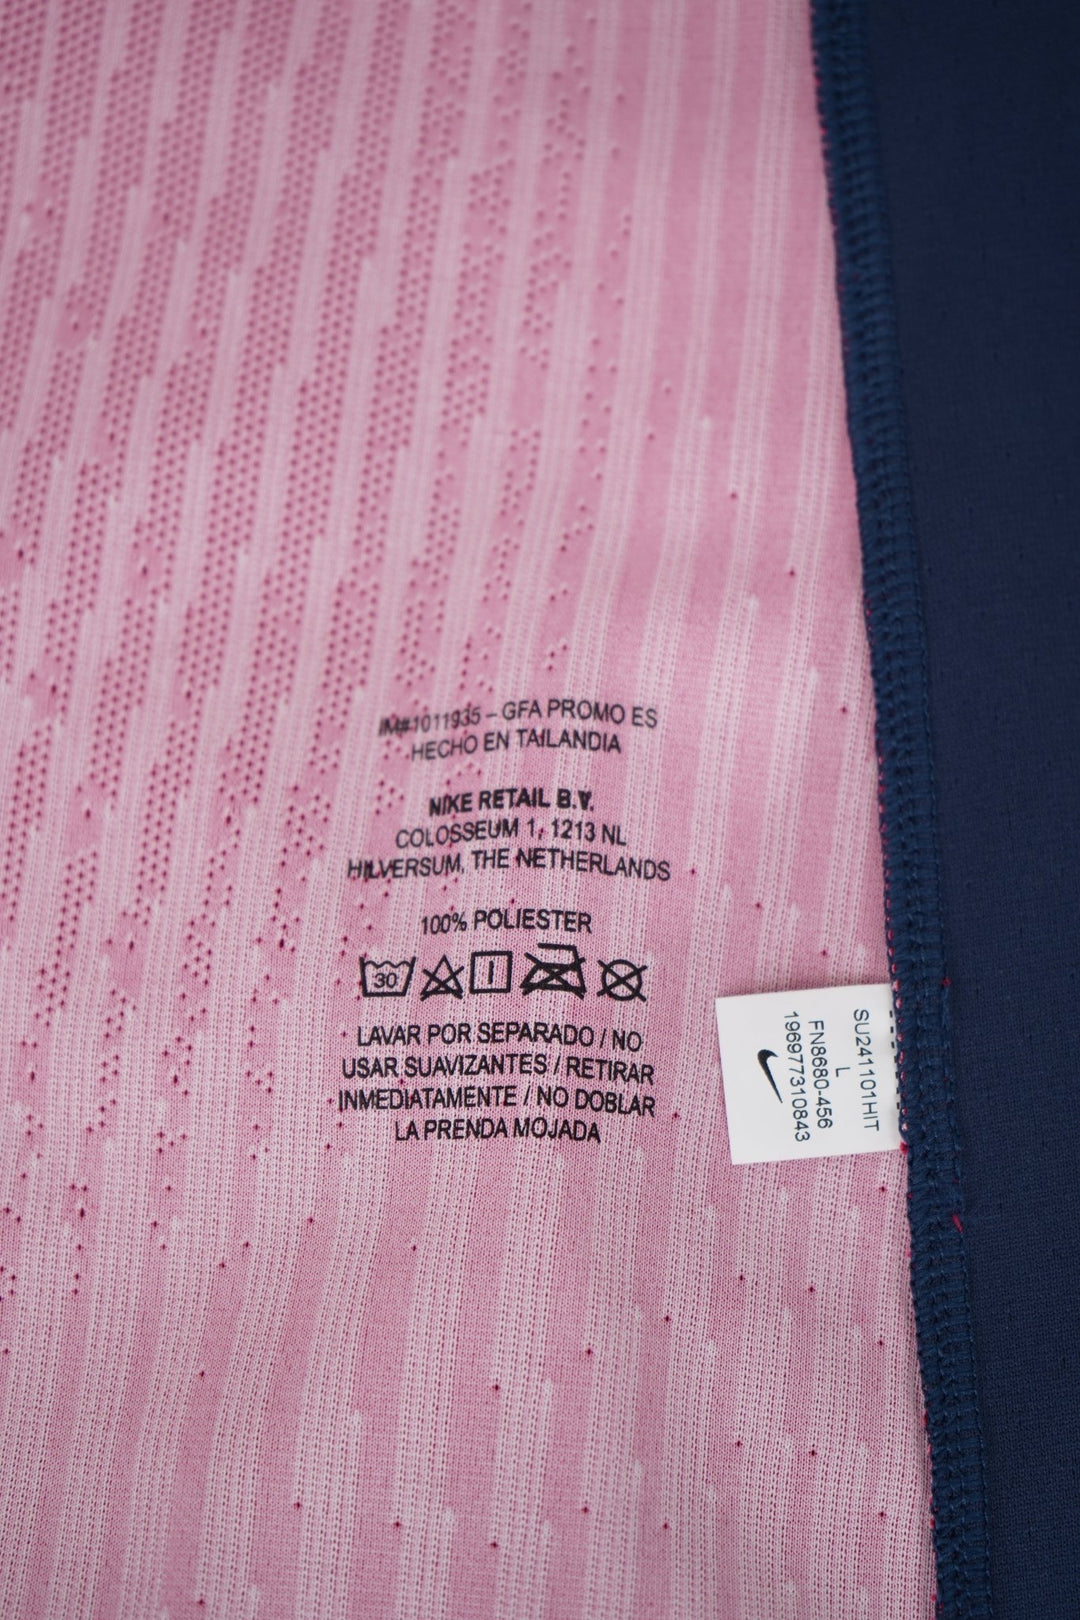 IM#1011935 – GFA PROMO ES
HECHO EN TAILANDIA
NIKE RETAIL B.V.
COLOSSEUM 1, 1213 NL
HILVERSUM, THE NETHERLANDS
100% POLIESTER
30
LAVAR POR SEPARADO / NO
USAR SUAVIZANTES / RETIRAR
INMEDIATAMENTE / NO DOBLAR
LA PRENDA MOJADA
SU241101HIT
L
FN8680-456
196977310843